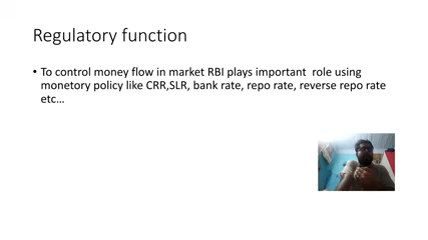 Regulatory function
• To control money flow in market RBI plays important  role using
monetory policy like CRR,SLR, bank rate, repo rate, reverse repo rate
etc…